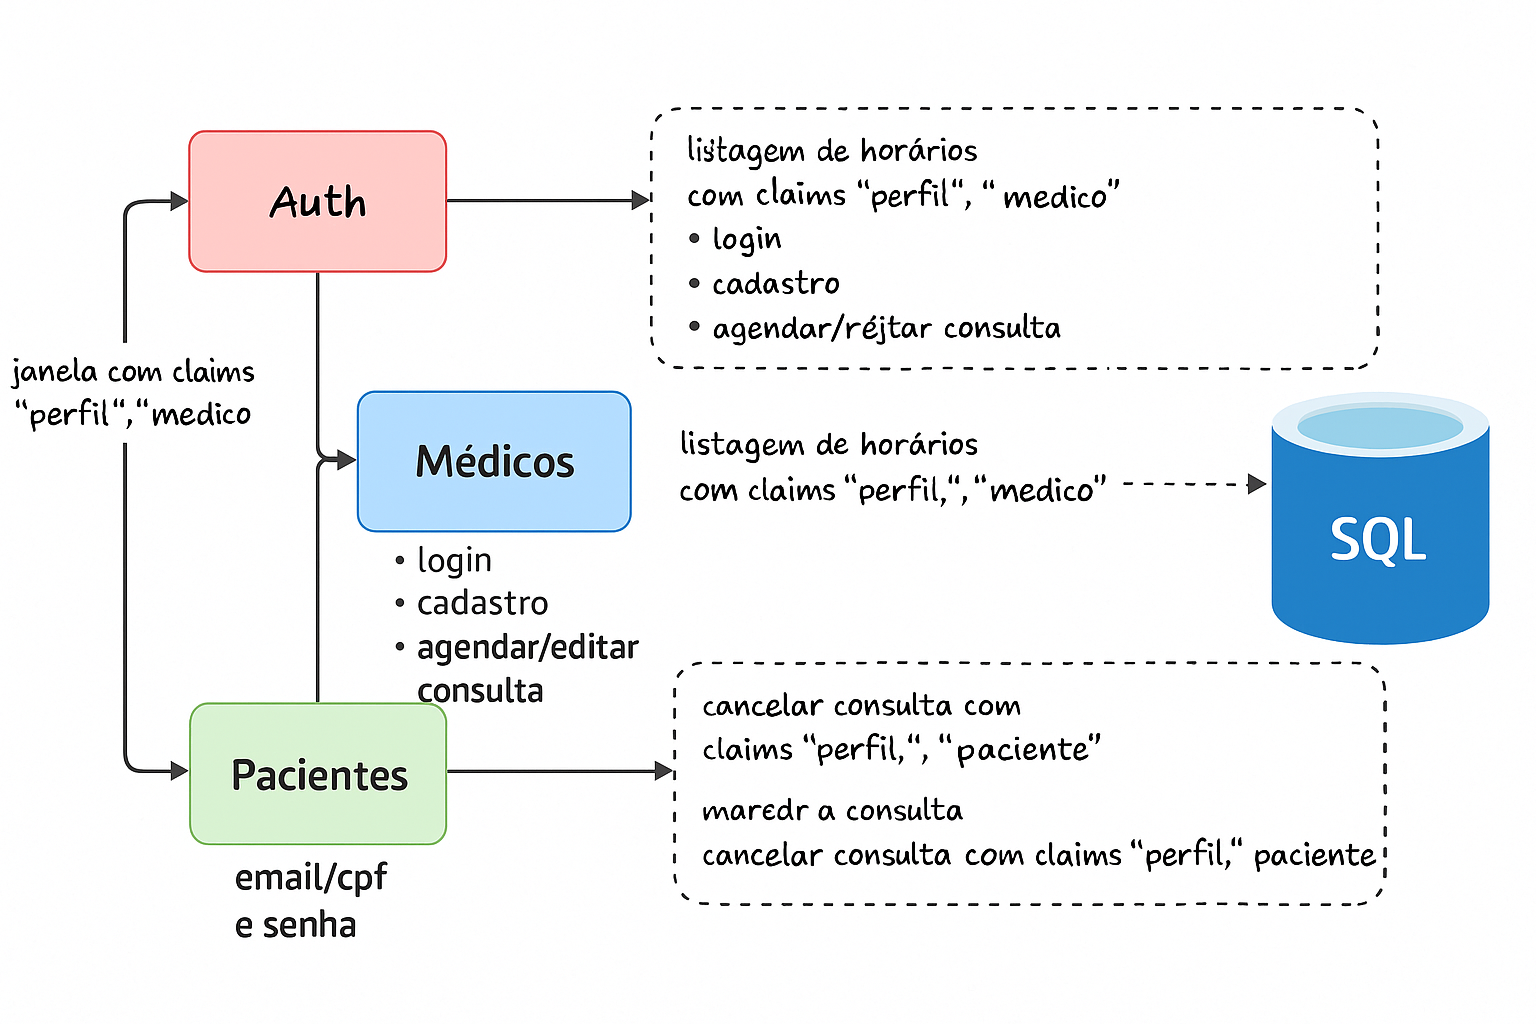 Auth
listagem de horários
com claims “perfil“, “ medico”
• login
• cadastro
• agendar/réjtar consulta
janela com claims
“perfil“,“medico
Médicos
• login
• cadastro
• agendar/editar
consulta
listagem de horários
com claims “perfil,“, “medico”
SQL
Pacientes
email/cpf
e senha
cancelar consulta com
claims “perfil,“, “paciente”
maredr a consulta
cancelar consulta com claims “perfil,“ paciente